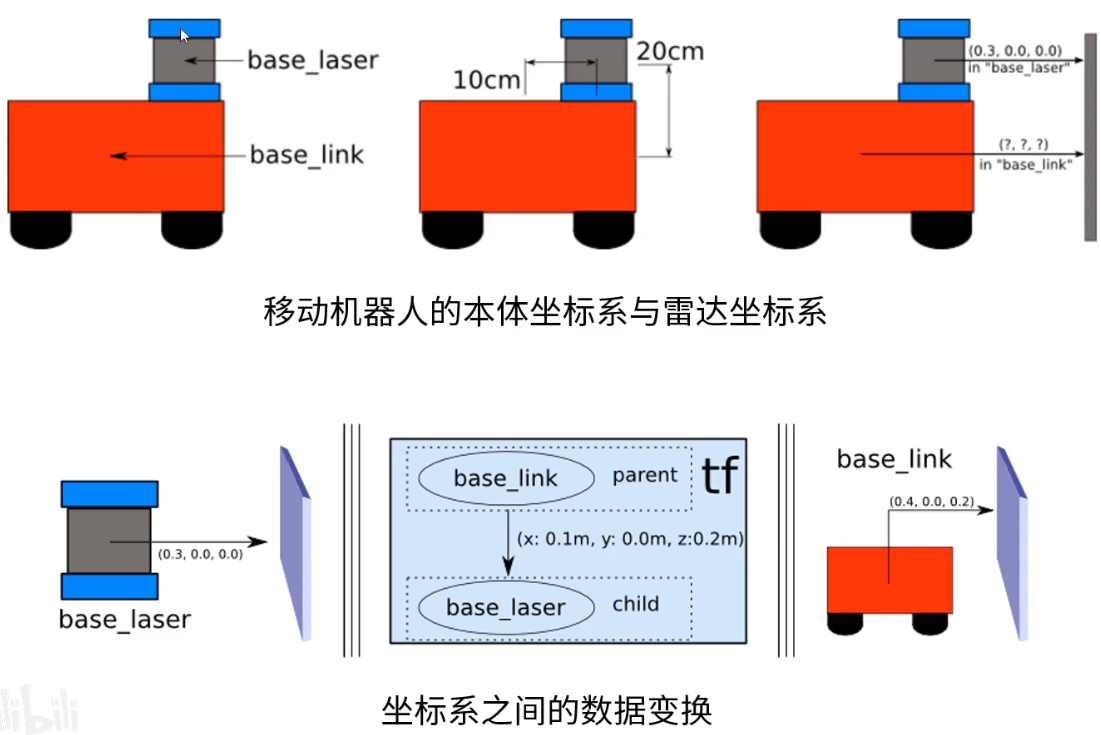 base_laser
base_link
10cm
20cm
(0.3, 0.0, 0.0)
in "base_laser"
(?, ?, ?)
in "base_link"
移动机器人的本体坐标系与雷达坐标系
(0.3, 0.0, 0.0)
base_laser
base_link
parent
tf
(x: 0.1m, y: 0.0m, z:0.2m)
base_laser
child
base_link
(0.4, 0.0, 0.2)
坐标系之间的数据变换